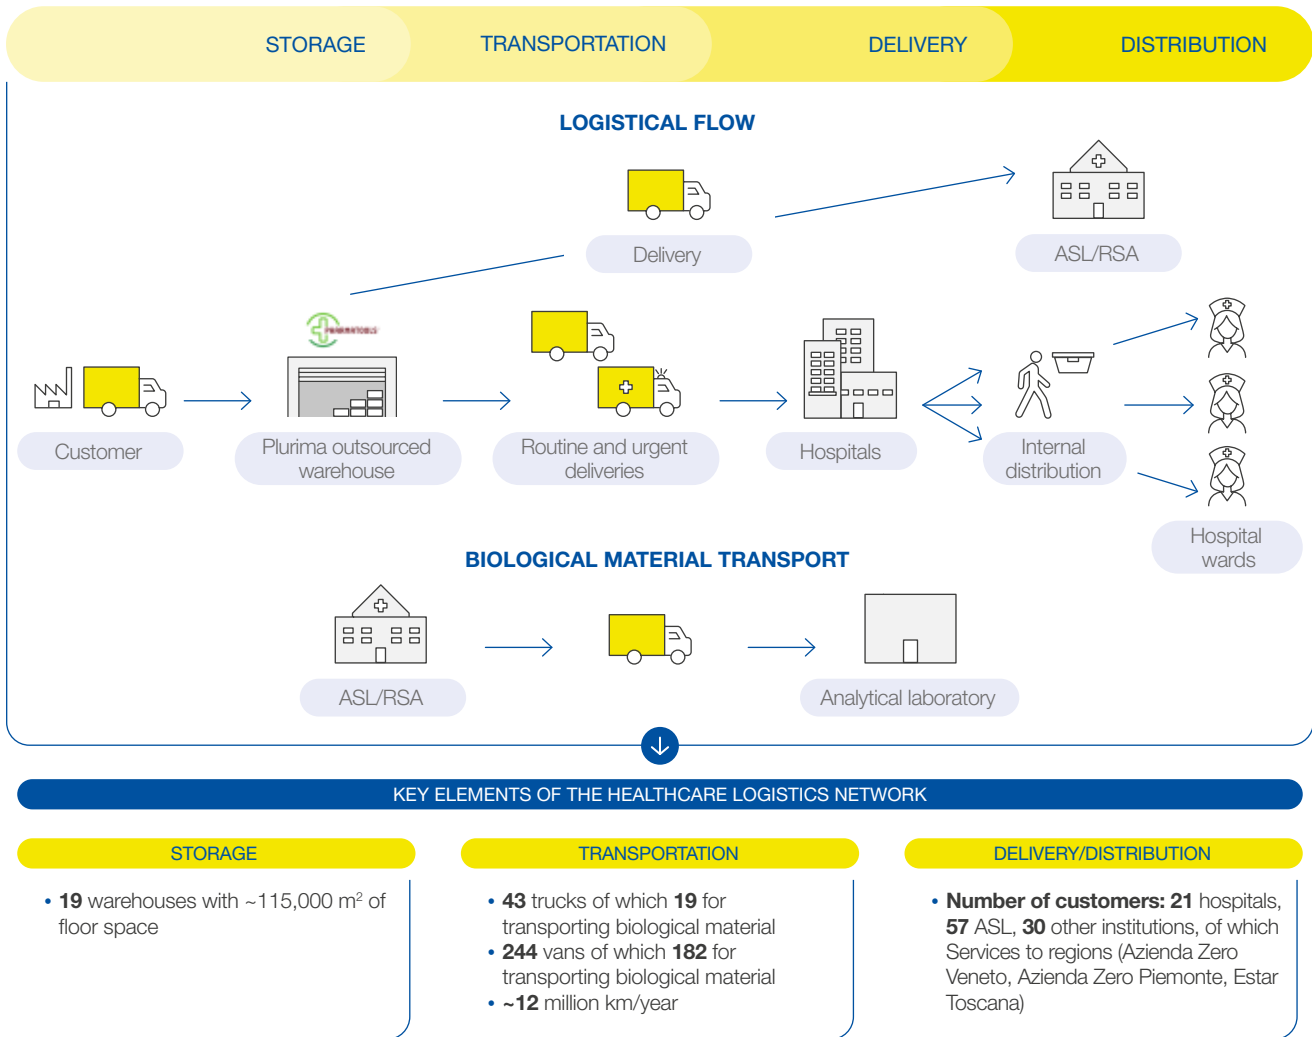 STORAGE
TRANSPORTATION
DELIVERY
DISTRIBUTION
LOGISTICAL FLOW
Delivery
ASL/RSA
PHARMATOOLS
Customer
Plurima outsourced
warehouse
Routine and urgent
deliveries
Hospitals
Internal
distribution
Hospital
wards
BIOLOGICAL MATERIAL TRANSPORT
ASL/RSA
Analytical laboratory
KEY ELEMENTS OF THE HEALTHCARE LOGISTICS NETWORK
STORAGE
• 19 warehouses with ~115,000 m² of
floor space
TRANSPORTATION
• 43 trucks of which 19 for
transporting biological material
• 244 vans of which 182 for
transporting biological material
• ~12 million km/year
DELIVERY/DISTRIBUTION
• Number of customers: 21 hospitals,
57 ASL, 30 other institutions, of which
Services to regions (Azienda Zero
Veneto, Azienda Zero Piemonte, Estar
Toscana)